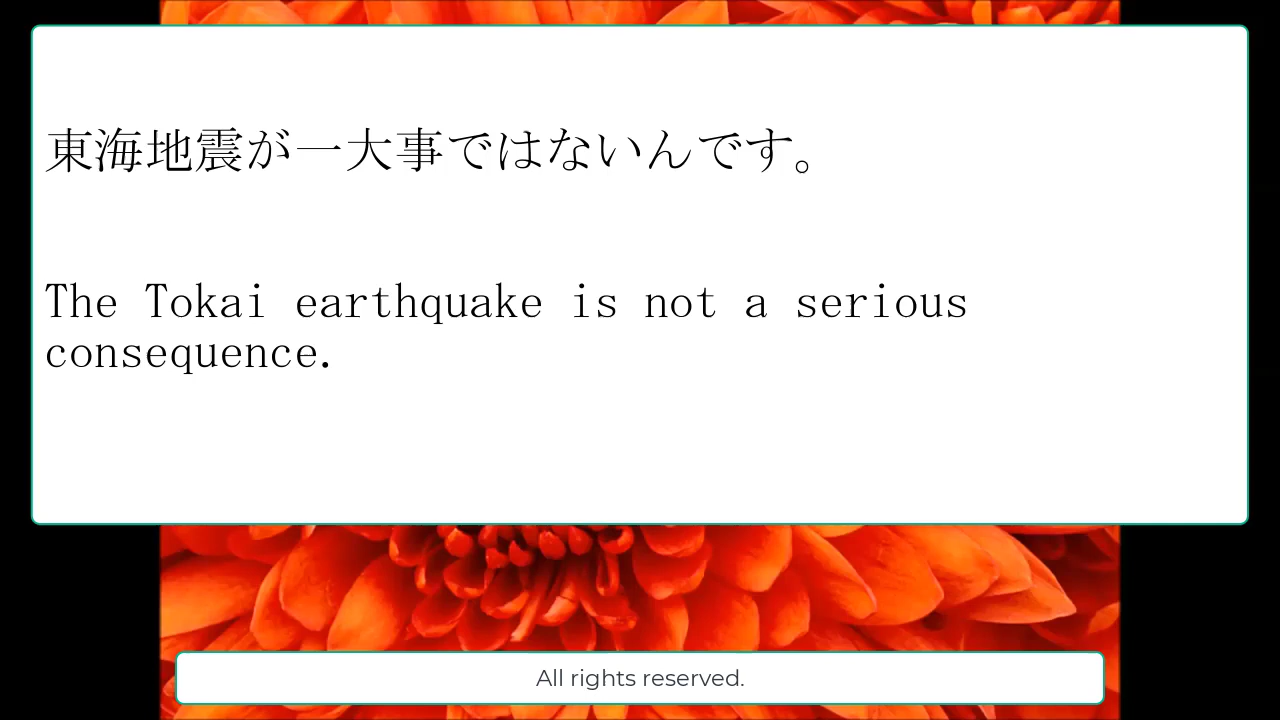 東海地震が一大事ではないんです。
The Tokai earthquake is not a serious
consequence.
All rights reserved.